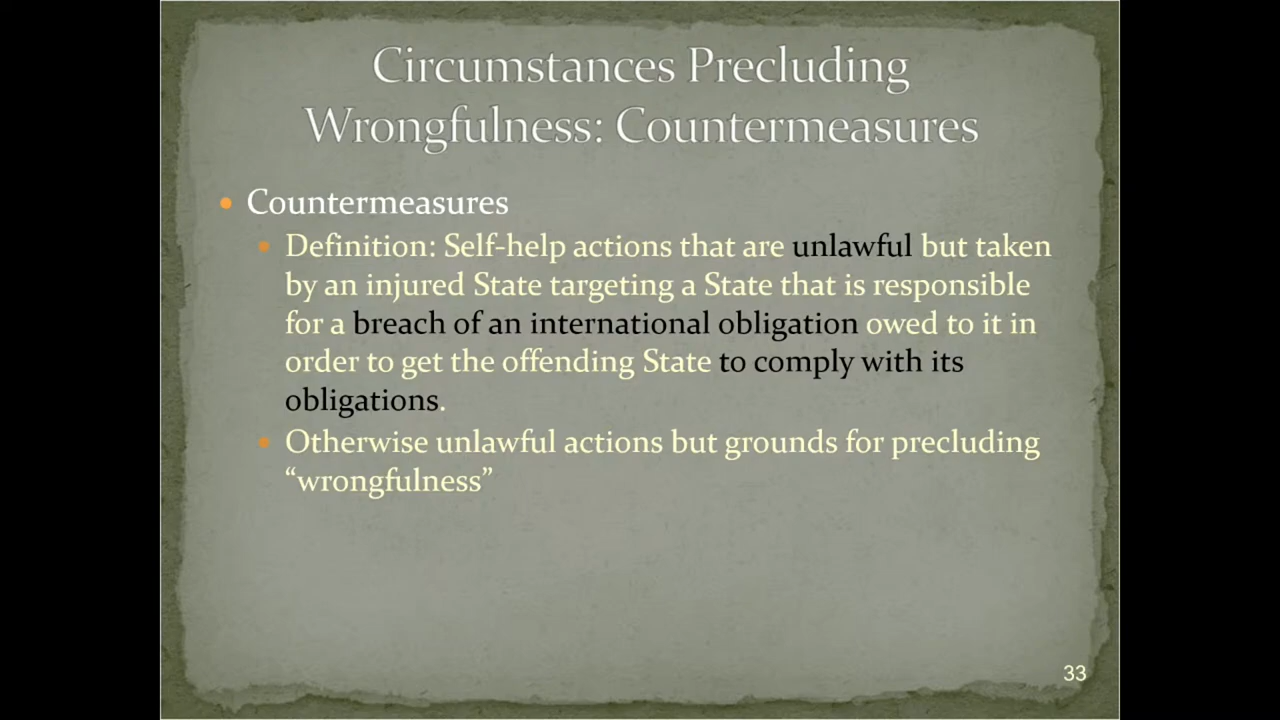 Circumstances Precluding
Wrongfulness: Countermeasures
• Countermeasures
• Definition: Self-help actions that are unlawful but taken
by an injured State targeting a State that is responsible
for a breach of an international obligation owed to it in
order to get the offending State to comply with its
obligations.
• Otherwise unlawful actions but grounds for precluding
“wrongfulness”
33